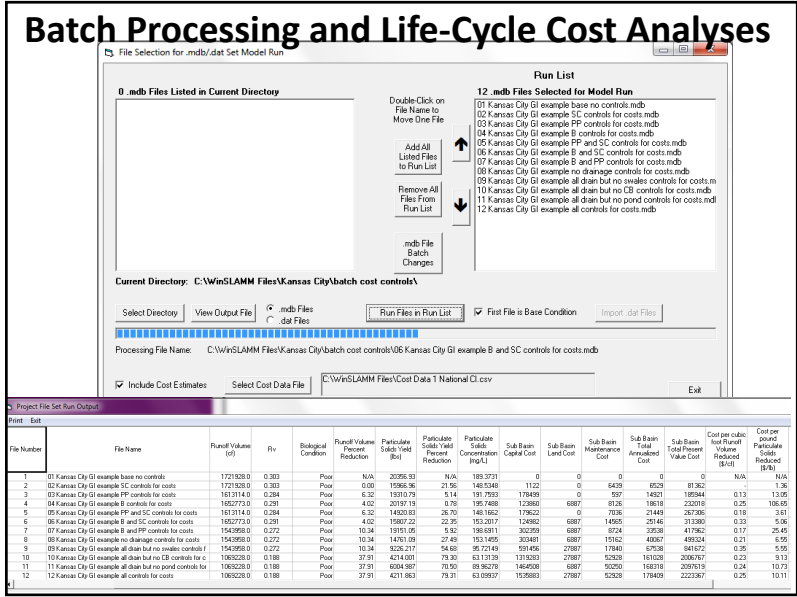 Batch Processing and Life-Cycle Cost Analyses
File Selection for .mdb/.dat Set Model Run
Run List
0 .mdb Files Listed in Current Directory
12 .mdb Files Selected for Model Run
Double-Click on
File Name to
Move One File
01 Kansas City GI example base no controls.mdb
02 Kansas City GI example SC controls for costs.mdb
03 Kansas City GI example PP controls for costs.mdb
04 Kansas City GI example B controls for costs.mdb
05 Kansas City GI example PP and SC controls for costs.mdb
06 Kansas City GI example B and SC controls for costs.mdb
07 Kansas City GI example B and PP controls for costs.mdb
08 Kansas City GI example no drainage controls for costs.mdb
09 Kansas City GI example all drain but no swales controls for costs.m
10 Kansas City GI example all drain but no CB controls for costs.mdb
11 Kansas City GI example all drain but no pond controls for costs.mdl
12 Kansas City GI example all controls for costs.mdb
Add All
Listed Files
to Run List
Remove All
Files From
Run List
.mdb File
Batch
Changes
Current Directory: C:\WinSLAMM Files\Kansas City\batch cost controls\
Select Directory View Output File .mdb Files Run Files in Run List First File is Base Condition Import .dat Files
.dat Files
Processing File Name: C:\WinSLAMM Files\Kansas City\batch cost controls\06 Kansas City GI example B and SC controls for costs.mdb
Include Cost Estimates Select Cost Data File C:\WinSLAMM Files\Cost Data 1 National CI.csv Exit
Project File Set Run Output
Print Exit
File Number File Name Runoff Volume (cf) Rv Biological Condition Runoff Volume Percent Reduction Particulate Solids Yield (lbs) Particulate Solids Yield Percent Reduction Particulate Solids Concentration (mg/L) Sub Basin Capital Cost Sub Basin Land Cost Sub Basin Maintenance Cost Sub Basin Total Annualized Cost Sub Basin Total Present Value Cost Cost per cubic foot Runoff Volume Reduced ($/cf) Cost per pound Particulate Solids Reduced ($/lb)
1 01 Kansas City GI example base no controls 1721928.0 0.303 Poor N/A 20356.93 N/A 189.3731 0 0 0 0 0 - -
2 02 Kansas City GI example SC controls for costs 1721928.0 0.303 Poor 0.00 15966.96 21.56 148.5348 1122 0 6439 6529 81362 - 1.36
3 03 Kansas City GI example PP controls for costs 1613114.0 0.284 Poor 6.32 19310.79 5.14 191.7593 178499 0 597 14921 185944 0.13 13.05
4 04 Kansas City GI example B controls for costs 1652773.0 0.291 Poor 4.02 20197.19 0.78 195.7488 123860 6887 8126 18618 232018 0.25 106.65
5 05 Kansas City GI example PP and SC controls for costs 1613114.0 0.284 Poor 6.32 14920.83 26.70 148.1662 179622 0 7036 21449 267306 0.18 3.61
6 06 Kansas City GI example B and SC controls for costs 1652773.0 0.291 Poor 4.02 15807.22 22.35 153.2017 124982 6887 14565 25146 313380 0.33 5.06
7 07 Kansas City GI example B and PP controls for costs 1543958.0 0.272 Poor 10.34 19151.05 5.92 198.6931 302359 6887 8724 33538 417962 0.17 25.45
8 08 Kansas City GI example no drainage controls for costs 1543958.0 0.272 Poor 10.34 14761.09 27.49 153.1455 303481 6887 15162 40067 499324 0.21 6.55
9 09 Kansas City GI example all drain but no swales controls f 1543958.0 0.272 Poor 10.34 9226.217 54.68 95.72149 591456 27887 17840 67538 841672 0.35 5.55
10 10 Kansas City GI example all drain but no CB controls for c 1069228.0 0.188 Poor 37.91 4214.001 79.30 63.13139 1319283 27887 52928 161028 2006767 0.23 9.13
11 11 Kansas City GI example all drain but no pond controls for 1069228.0 0.188 Poor 37.91 6004.987 70.50 89.96278 1464508 6887 50250 168318 2097619 0.24 10.73
12 12 Kansas City GI example all controls for costs 1069228.0 0.188 Poor 37.91 4211.863 79.31 63.09937 1535883 27887 52928 178409 2223367 0.25 10.11